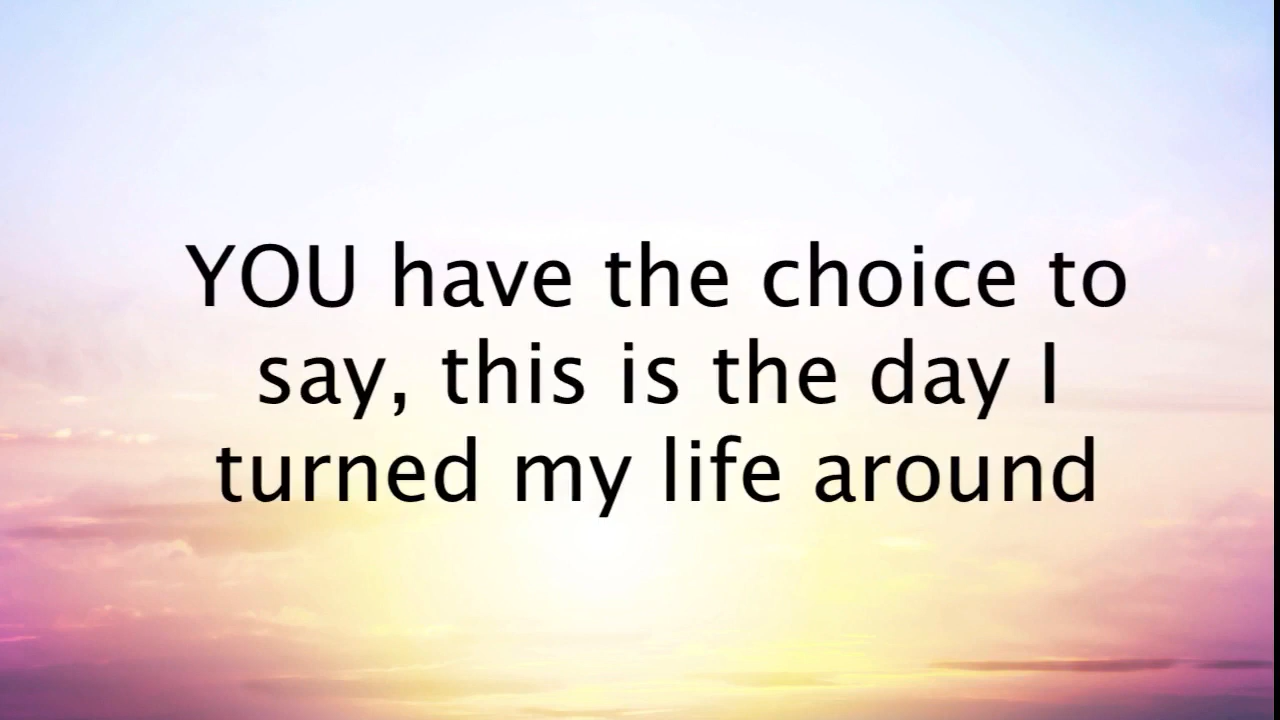 YOU have the choice to
say, this is the day I
turned my life around